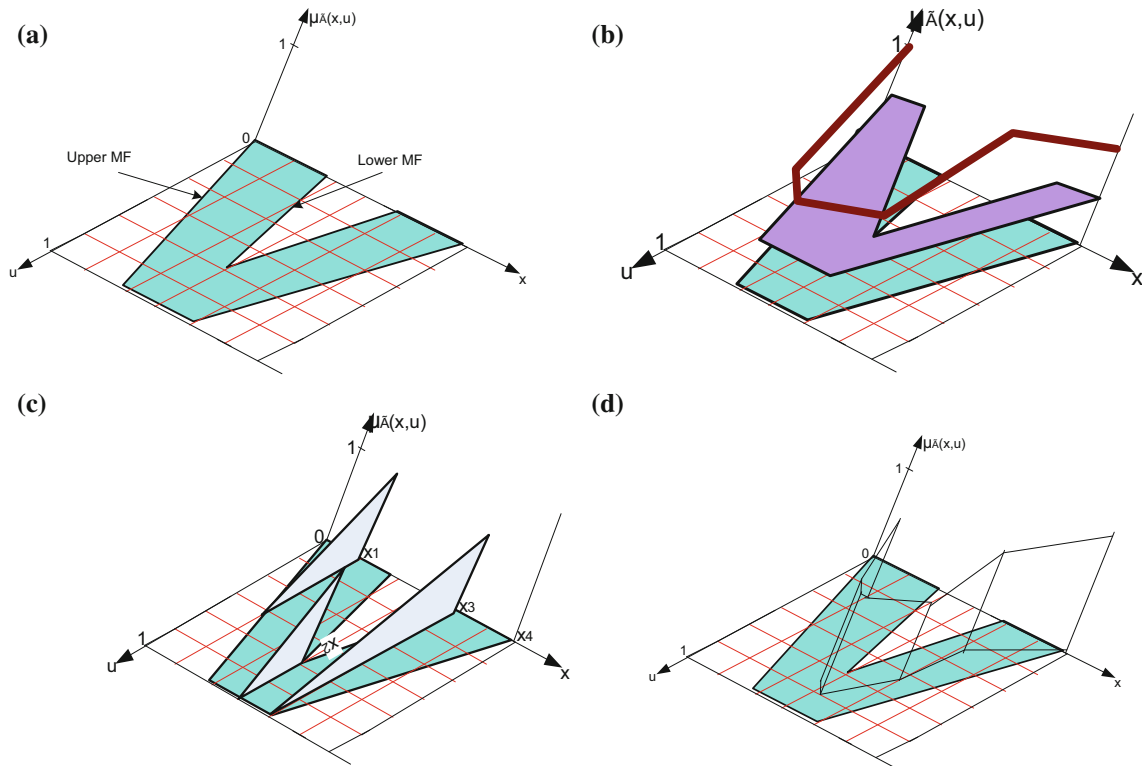 (a)
μÃ(x,u)
1
0
Upper MF
Lower MF
1
u
x
(b)
μÃ(x,u)
1
1
u
x
(c)
μÃ(x,u)
1
0
x1
x2
x3
x4
1
u
x
(d)
μÃ(x,u)
1
0
1
u
x